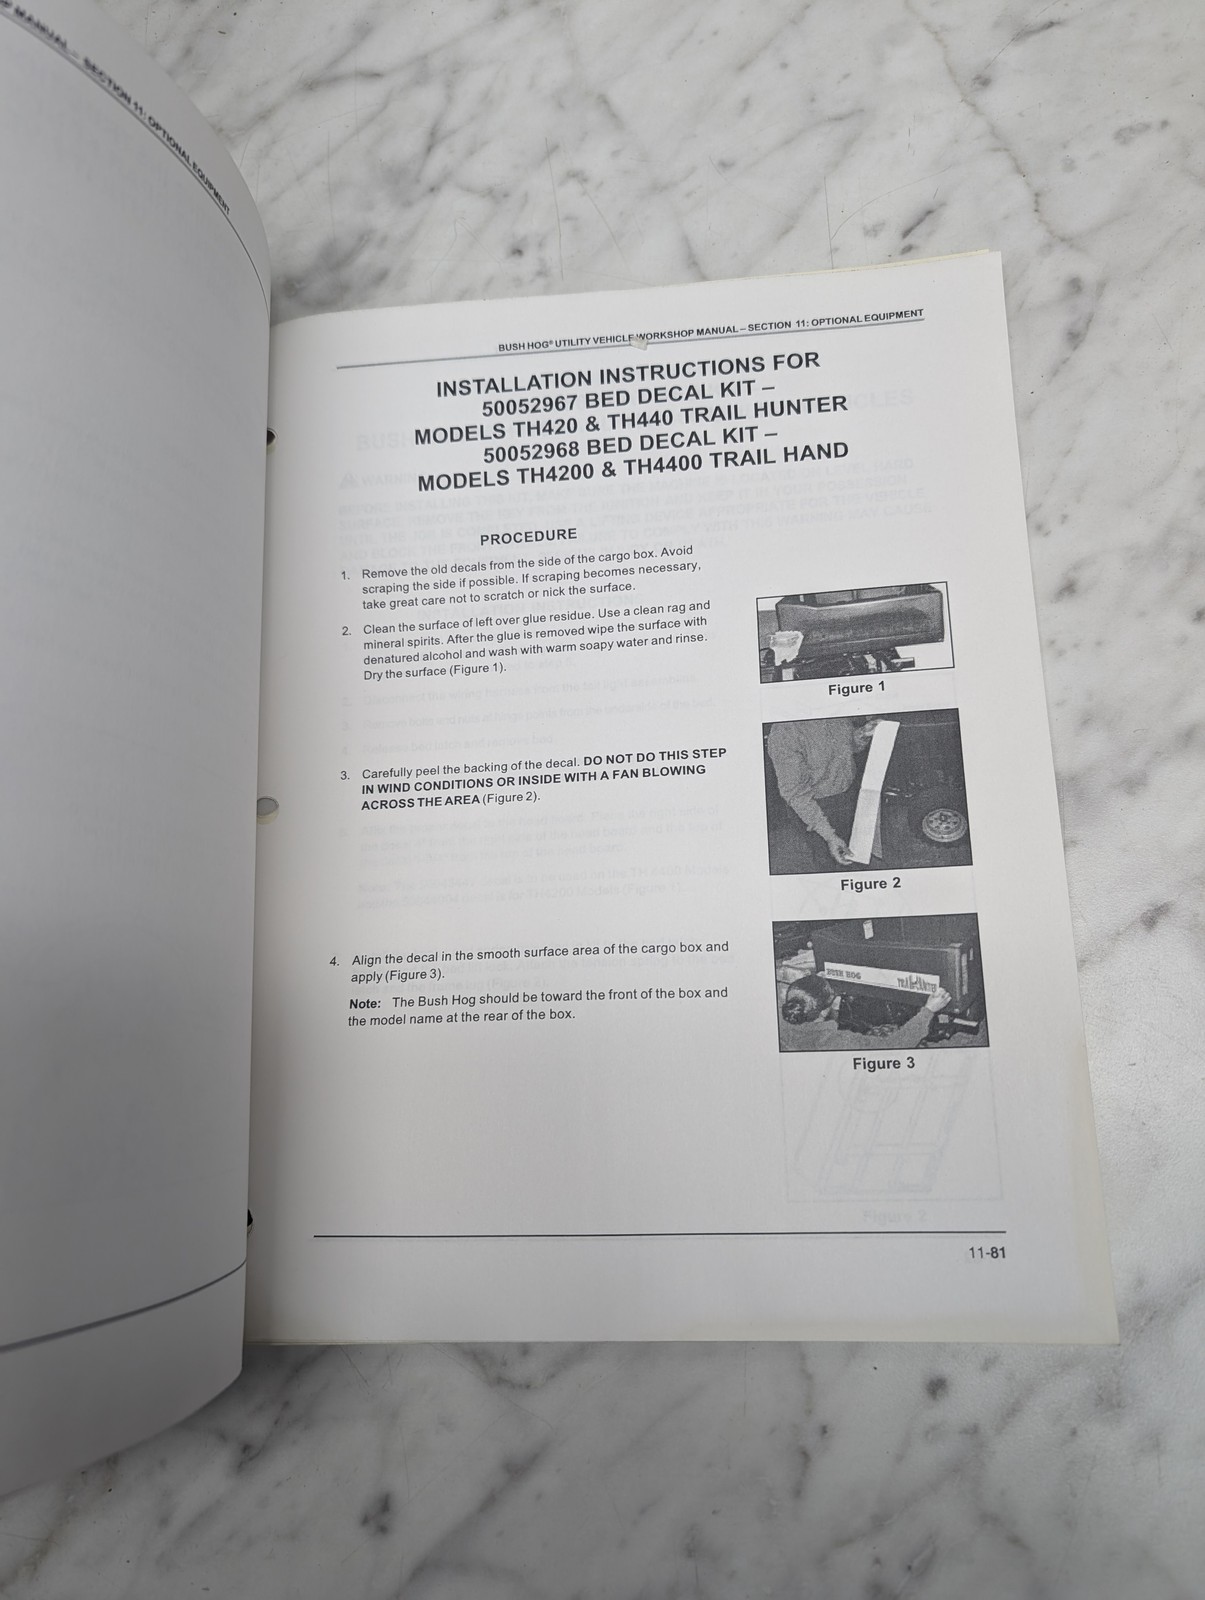 MANUAL – SECTION 11: OPTIONAL EQUIPMENT
BUSH HOG® UTILITY VEHICLE WORKSHOP MANUAL – SECTION 11: OPTIONAL EQUIPMENT
INSTALLATION INSTRUCTIONS FOR
50052967 BED DECAL KIT –
MODELS TH420 & TH440 TRAIL HUNTER
50052968 BED DECAL KIT –
MODELS TH4200 & TH4400 TRAIL HAND
PROCEDURE
1. Remove the old decals from the side of the cargo box. Avoid
scraping the side if possible. If scraping becomes necessary,
take great care not to scratch or nick the surface.
2. Clean the surface of left over glue residue. Use a clean rag and
mineral spirits. After the glue is removed wipe the surface with
denatured alcohol and wash with warm soapy water and rinse.
Dry the surface (Figure 1).
Figure 1
3. Carefully peel the backing of the decal. DO NOT DO THIS STEP
IN WIND CONDITIONS OR INSIDE WITH A FAN BLOWING
ACROSS THE AREA (Figure 2).
Figure 2
4. Align the decal in the smooth surface area of the cargo box and
apply (Figure 3).
Note: The Bush Hog should be toward the front of the box and
the model name at the rear of the box.
BUSH HOG
Figure 3
11-81